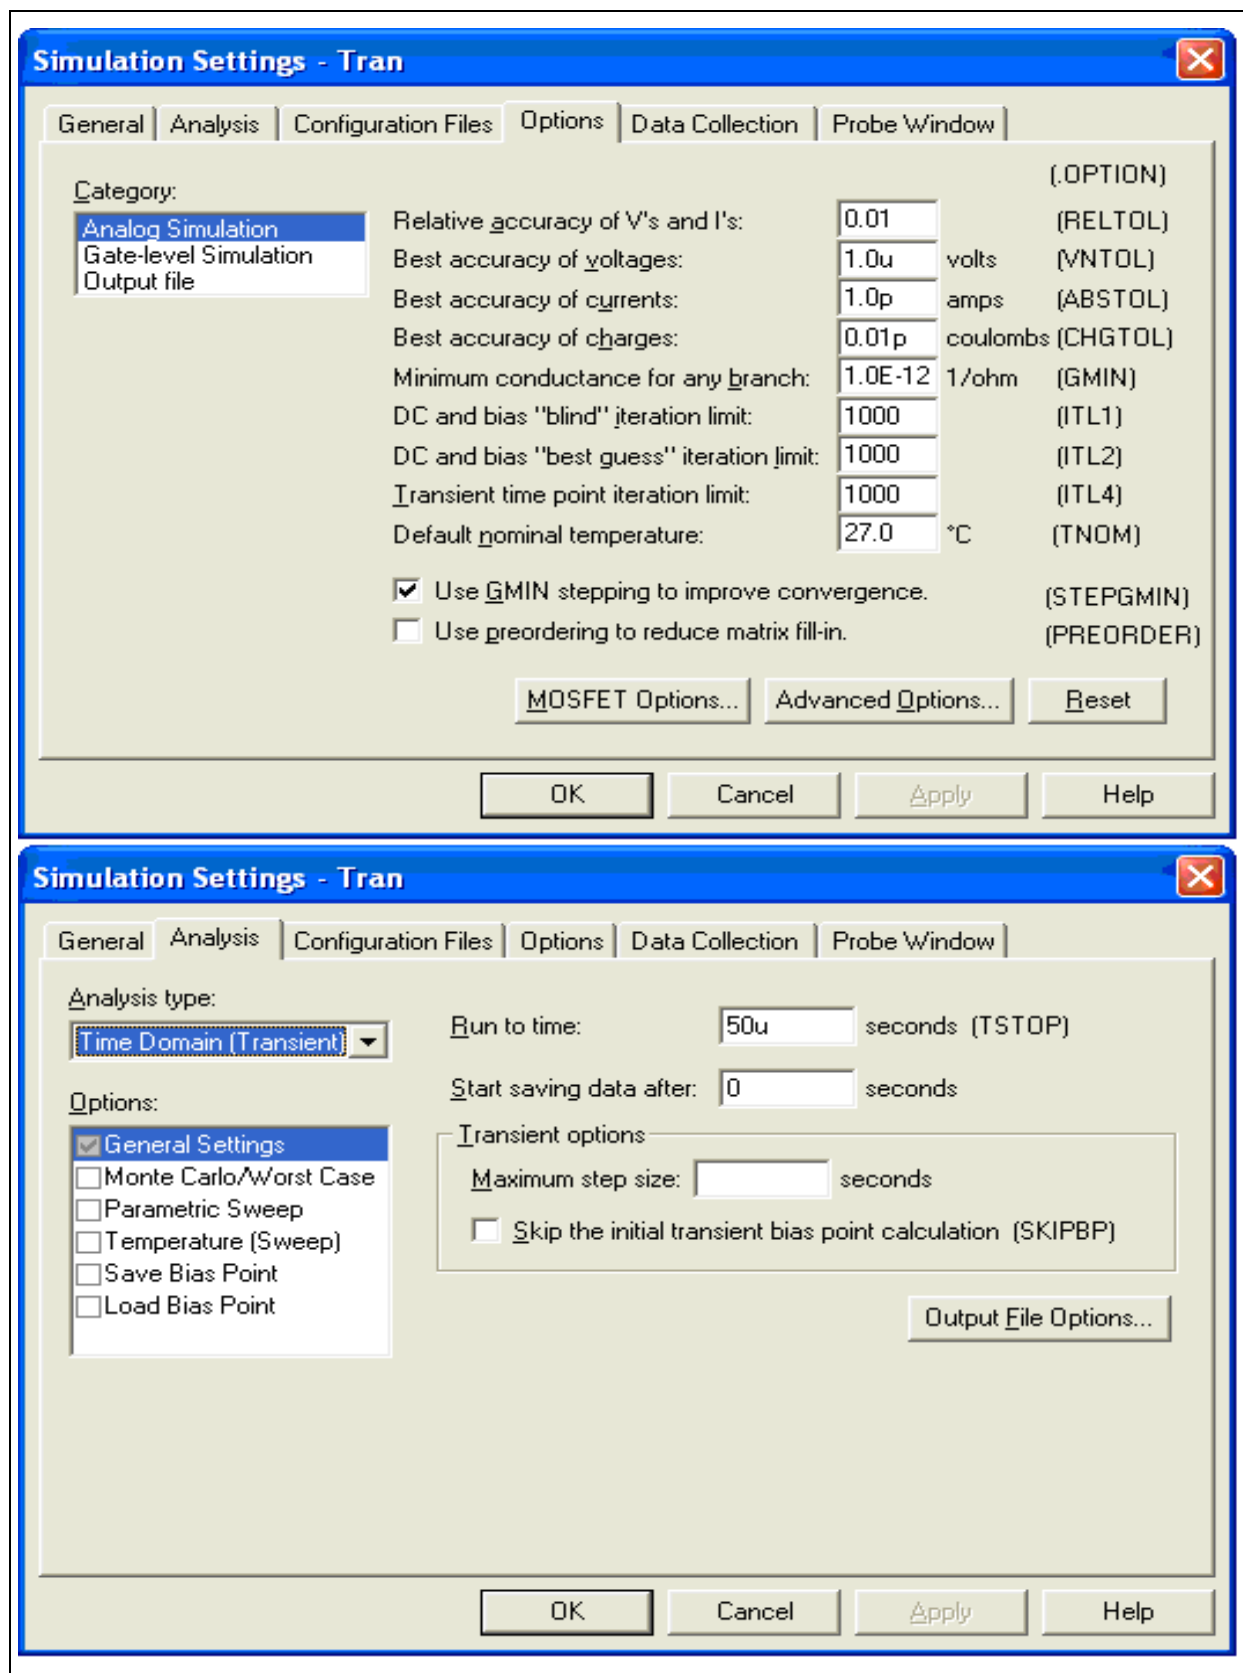 Simulation Settings - Tran
General Analysis Configuration Files Options Data Collection Probe Window
(.OPTION)
Category:
Analog Simulation
Gate-level Simulation
Output file
Relative accuracy of V's and I's: 0.01 (RELTOL)
Best accuracy of voltages: 1.0u volts (VNTOL)
Best accuracy of currents: 1.0p amps (ABSTOL)
Best accuracy of charges: 0.01p coulombs (CHGTOL)
Minimum conductance for any branch: 1.0E-12 1/ohm (GMIN)
DC and bias "blind" iteration limit: 1000 (ITL1)
DC and bias "best guess" iteration limit: 1000 (ITL2)
Transient time point iteration limit: 1000 (ITL4)
Default nominal temperature: 27.0 °C (TNOM)
Use GMIN stepping to improve convergence. (STEPGMIN)
Use preordering to reduce matrix fill-in. (PREORDER)
MOSFET Options... Advanced Options... Reset
OK Cancel Apply Help
Simulation Settings - Tran
General Analysis Configuration Files Options Data Collection Probe Window
Analysis type:
Time Domain (Transient)
Options:
General Settings
Monte Carlo/Worst Case
Parametric Sweep
Temperature (Sweep)
Save Bias Point
Load Bias Point
Run to time: 50u seconds (TSTOP)
Start saving data after: 0 seconds
Transient options
Maximum step size: seconds
Skip the initial transient bias point calculation (SKIPBP)
Output File Options...
OK Cancel Apply Help